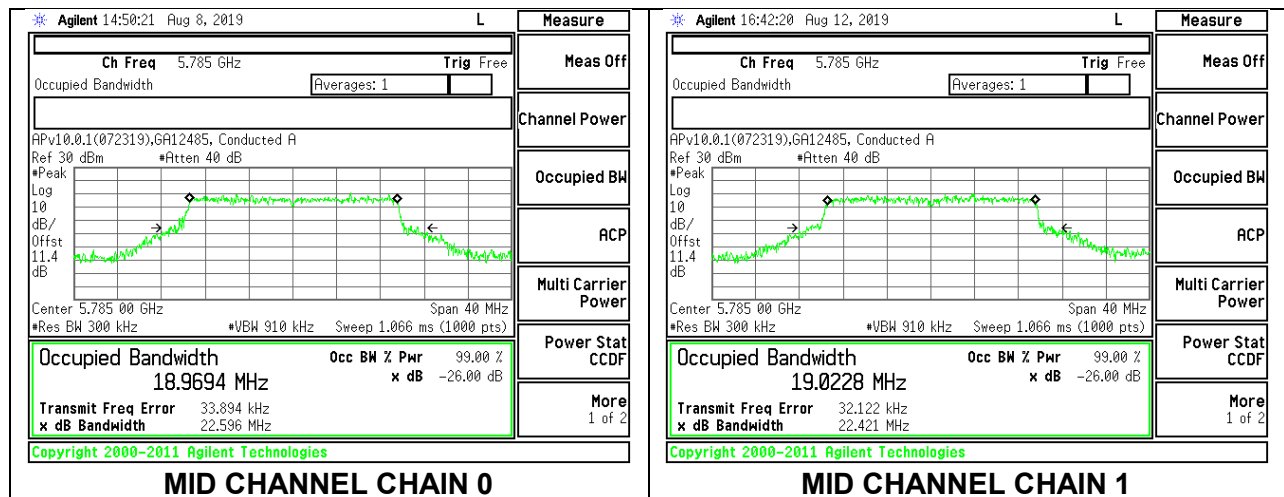 Agilent 14:50:21 Aug 8, 2019 L Measure
Ch Freq 5.785 GHz Trig Free
Occupied Bandwidth Averages: 1
APv10.0.1(072319),GA12485, Conducted A
Ref 30 dBm #Atten 40 dB
#Peak
Log
10
dB/
Offst
11.4
dB
Center 5.785 00 GHz Span 40 MHz
#Res BW 300 kHz #VBW 910 kHz Sweep 1.066 ms (1000 pts)
Occupied Bandwidth Occ BW % Pwr 99.00 %
18.9694 MHz x dB -26.00 dB
Transmit Freq Error 33.894 kHz
x dB Bandwidth 22.596 MHz
Copyright 2000-2011 Agilent Technologies
Meas Off
Channel Power
Occupied BW
ACP
Multi Carrier
Power
Power Stat
CCDF
More
1 of 2
MID CHANNEL CHAIN 0
Agilent 16:42:20 Aug 12, 2019 L Measure
Ch Freq 5.785 GHz Trig Free
Occupied Bandwidth Averages: 1
APv10.0.1(072319),GA12485, Conducted A
Ref 30 dBm #Atten 40 dB
#Peak
Log
10
dB/
Offst
11.4
dB
Center 5.785 00 GHz Span 40 MHz
#Res BW 300 kHz #VBW 910 kHz Sweep 1.066 ms (1000 pts)
Occupied Bandwidth Occ BW % Pwr 99.00 %
19.0228 MHz x dB -26.00 dB
Transmit Freq Error 32.122 kHz
x dB Bandwidth 22.421 MHz
Copyright 2000-2011 Agilent Technologies
Meas Off
Channel Power
Occupied BW
ACP
Multi Carrier
Power
Power Stat
CCDF
More
1 of 2
MID CHANNEL CHAIN 1